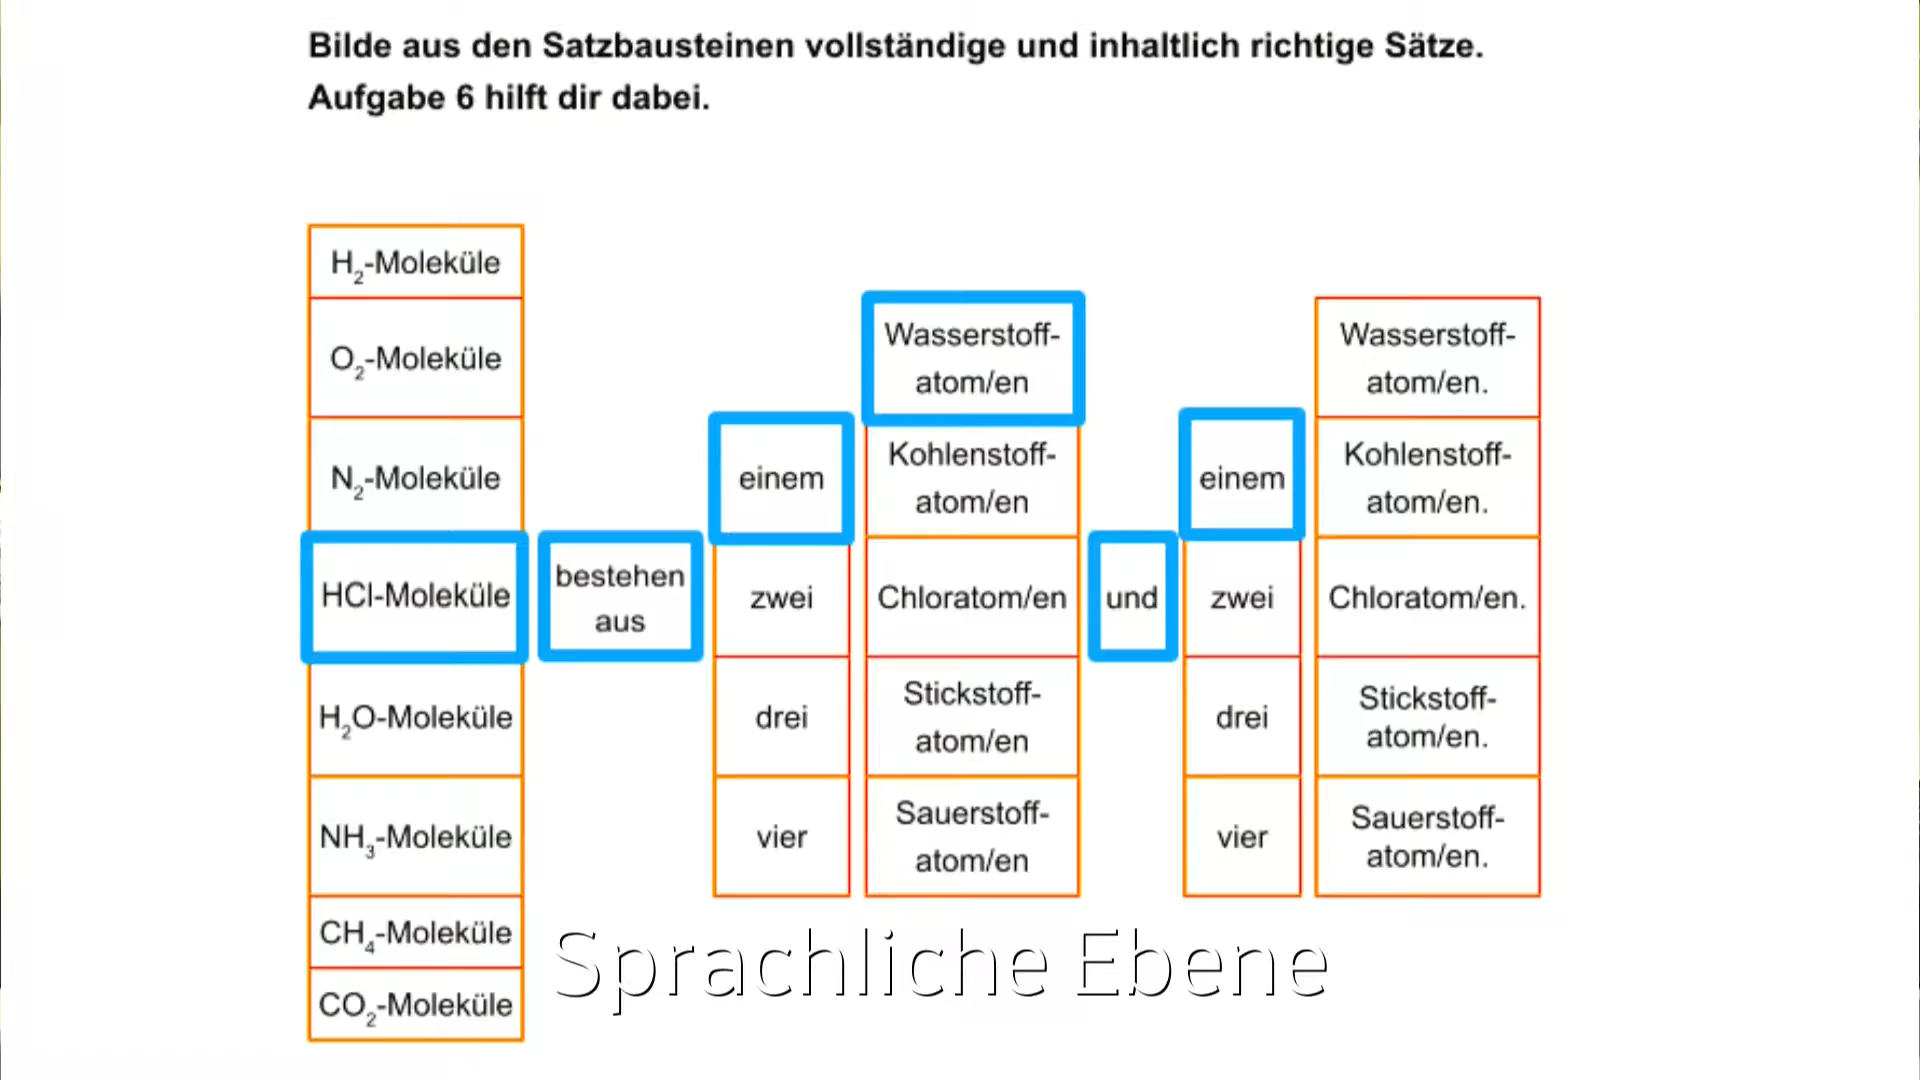 Bilde aus den Satzbausteinen vollständige und inhaltlich richtige Sätze.
Aufgabe 6 hilft dir dabei.
H₂-Moleküle
O₂-Moleküle
N₂-Moleküle
HCl-Moleküle
H₂O-Moleküle
NH₃-Moleküle
CH₄-Moleküle
CO₂-Moleküle
bestehen
aus
einem
zwei
drei
vier
Wasserstoff-
atom/en
Kohlenstoff-
atom/en
Chloratom/en
Stickstoff-
atom/en
Sauerstoff-
atom/en
und
einem
zwei
drei
vier
Wasserstoff-
atom/en.
Kohlenstoff-
atom/en.
Chloratom/en.
Stickstoff-
atom/en.
Sauerstoff-
atom/en.
Sprachliche Ebene